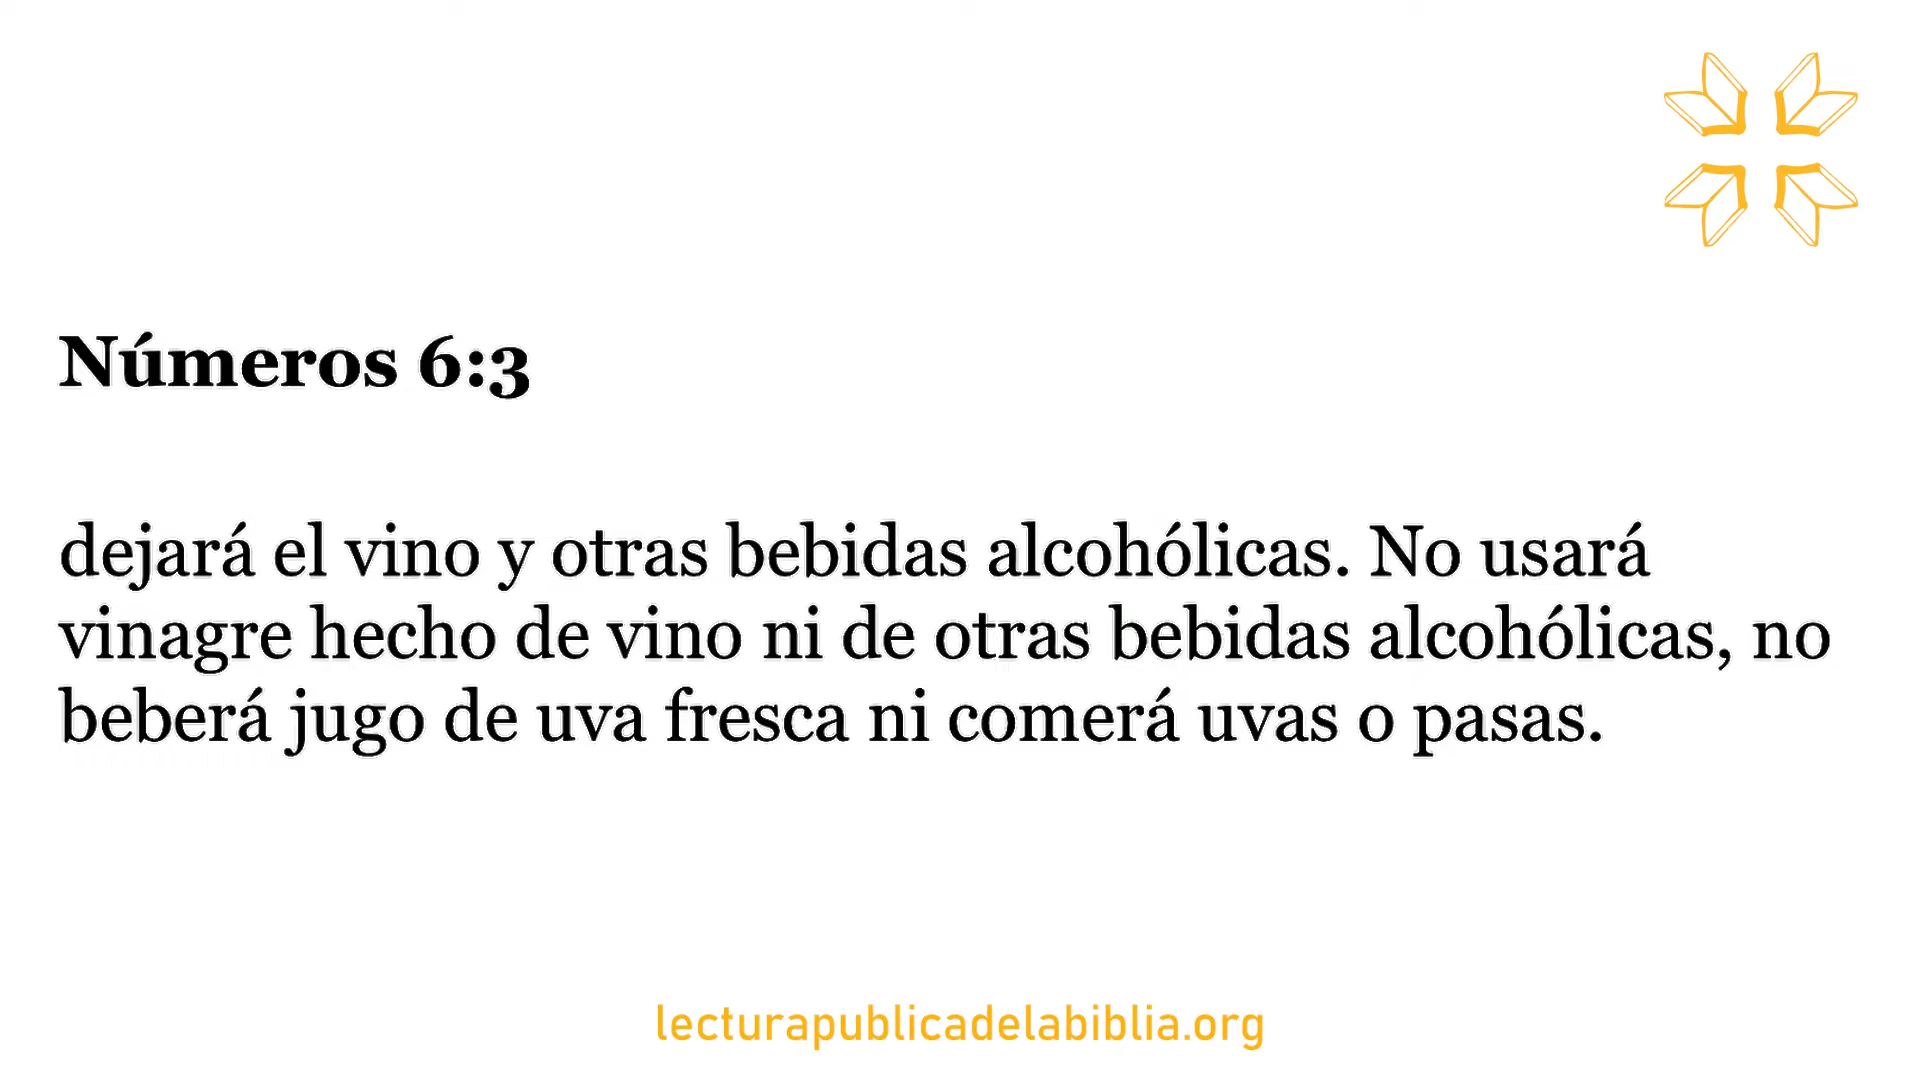 Números 6:3
dejará el vino y otras bebidas alcohólicas. No usará
vinagre hecho de vino ni de otras bebidas alcohólicas, no
beberá jugo de uva fresca ni comerá uvas o pasas.
lecturapublicadelabiblia.org